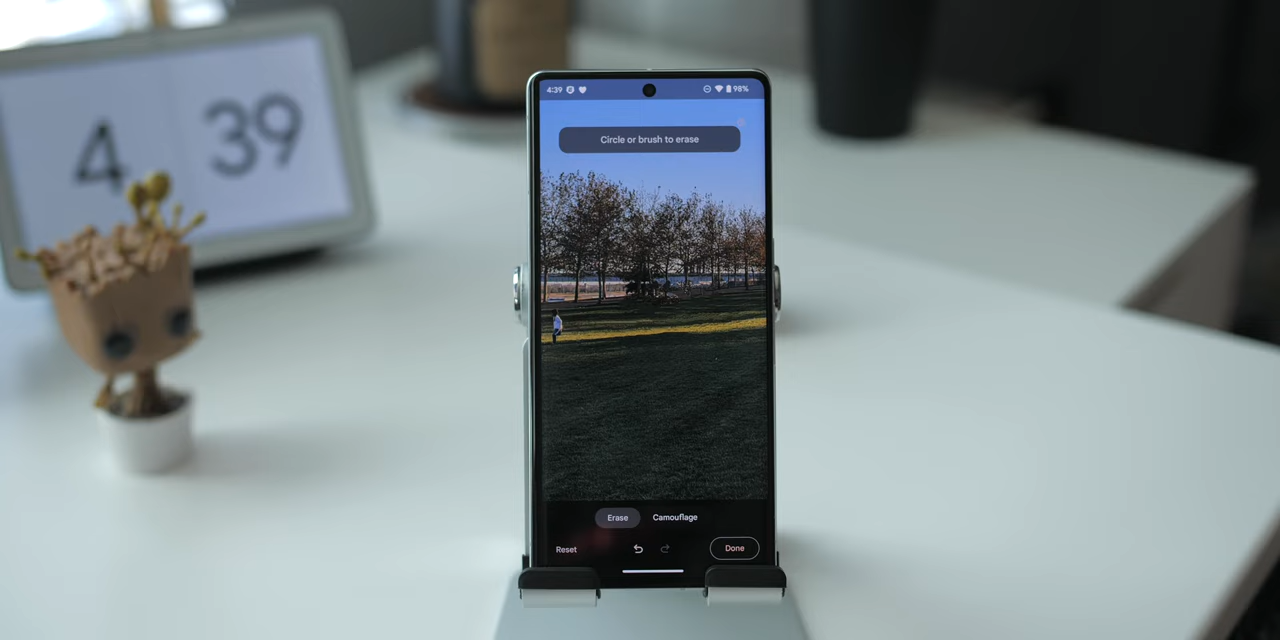 4 39
4:39 98%
Circle or brush to erase
Erase Camouflage
Reset Done